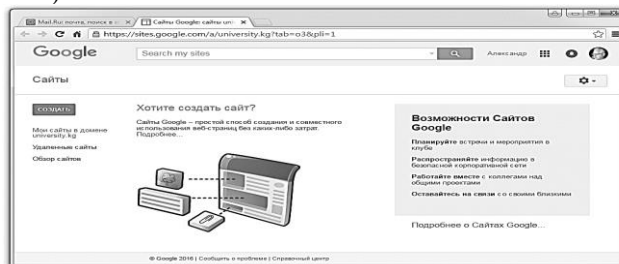 Mail.Ru: почта, поиск в и
Сайты Google: сайты uni
https://sites.google.com/a/university.kg?tab=o3&pli=1
Google
Search my sites
Александр
Сайты
СОЗДАТЬ
Мои сайты в домене
university.kg
Удаленные сайты
Обзор сайтов
Хотите создать сайт?
Сайты Google – простой способ создания и совместного
использования веб-страниц без каких-либо затрат.
Подробнее...
Возможности Сайтов
Google
Планируйте встречи и мероприятия в
клубе
Распространяйте информацию в
безопасной корпоративной сети
Работайте вместе с коллегами над
общими проектами
Оставайтесь на связи со своими близкими
Подробнее о Сайтах Google...
© Google 2016 | Сообщить о проблеме | Справочный центр